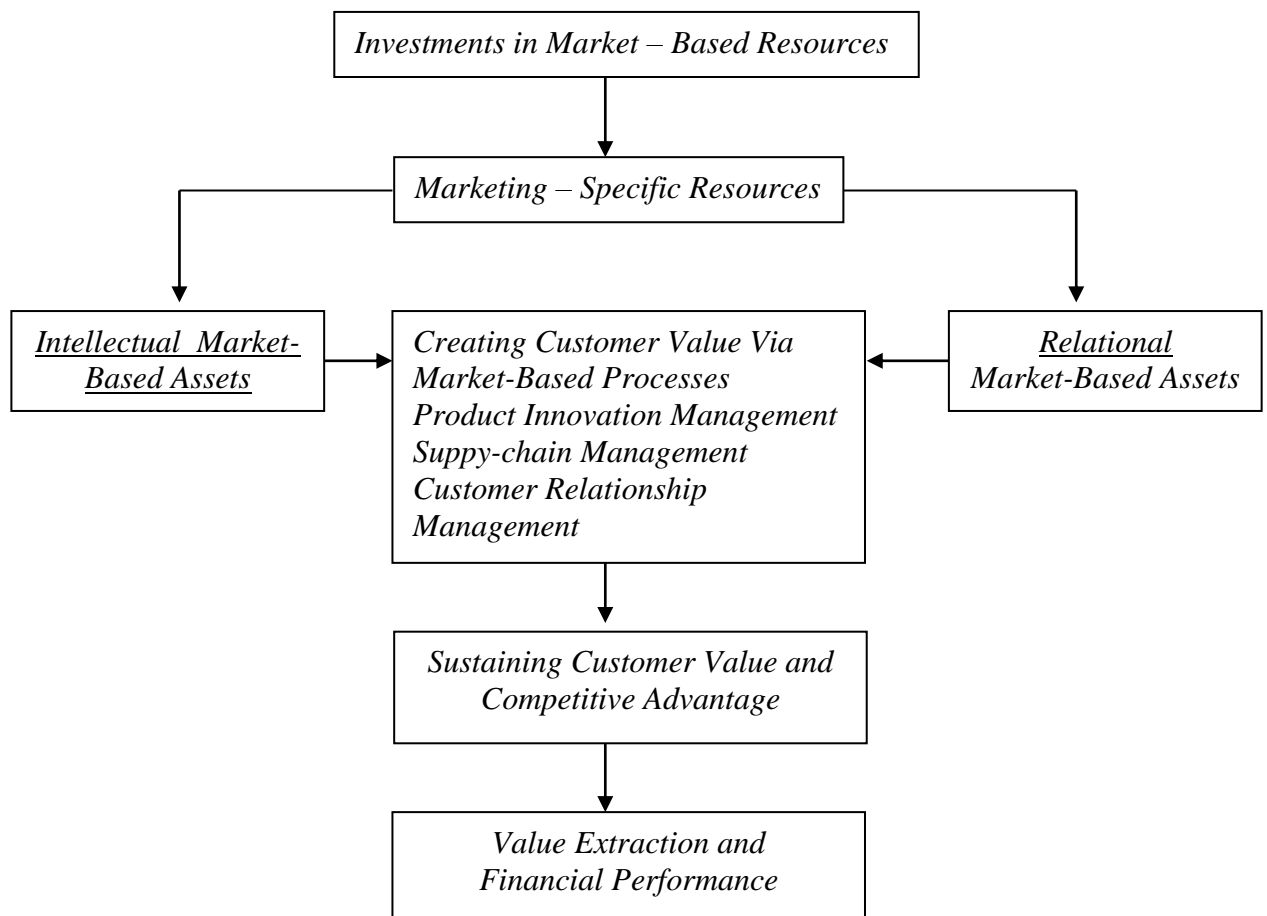 Investments in Market – Based Resources
Marketing – Specific Resources
Intellectual Market-
Based Assets
Creating Customer Value Via
Market-Based Processes
Product Innovation Management
Suppy-chain Management
Customer Relationship
Management
Relational
Market-Based Assets
Sustaining Customer Value and
Competitive Advantage
Value Extraction and
Financial Performance